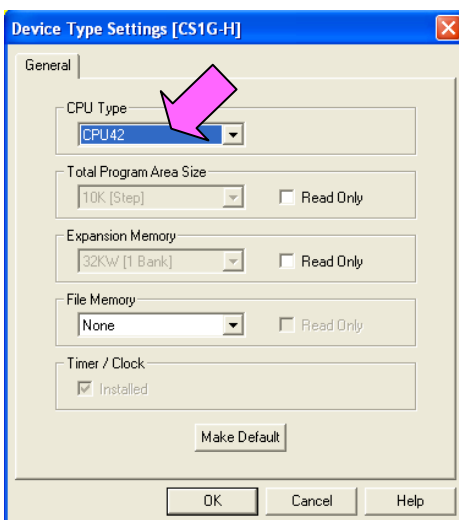 Device Type Settings [CS1G-H]
General
CPU Type
CPU42
Total Program Area Size
10K [Step]
Read Only
Expansion Memory
32KW [1 Bank]
Read Only
File Memory
None
Read Only
Timer / Clock
Installed
Make Default
OK Cancel Help